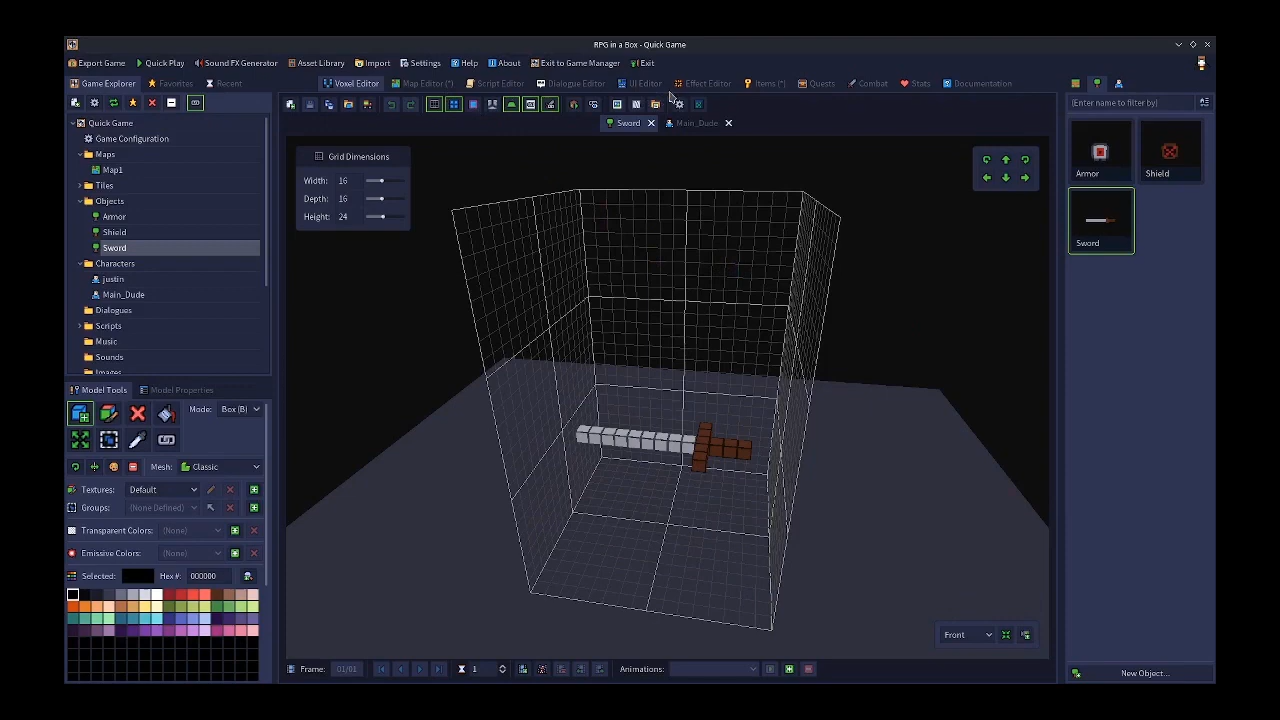 RPG in a Box - Quick Game
Export Game Quick Play Sound FX Generator Asset Library Import Settings Help About Exit to Game Manager Exit
Game Explorer Favorites Recent Voxel Editor Map Editor (*) Script Editor Dialogue Editor UI Editor Effect Editor Items (*) Quests Combat Stats Documentation
(Enter name to filter by)
Sword Main_Dude
Quick Game
Game Configuration
Maps
Map1
Tiles
Objects
Armor
Shield
Sword
Characters
justin
Main_Dude
Dialogues
Scripts
Music
Sounds
Images
Grid Dimensions
Width: 16
Depth: 16
Height: 24
Armor Shield
Sword
Model Tools Model Properties
Mode: Box (B)
Mesh: Classic
Textures: Default
Groups: (None Defined)
Transparent Colors: (None)
Emissive Colors: (None)
Selected: Hex #: 000000
Front
Frame: 01/01 1 Animations:
New Object...